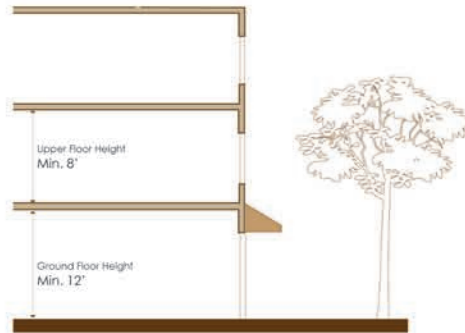 Upper Floor Height
Min. 8'
Ground Floor Height
Min. 12'